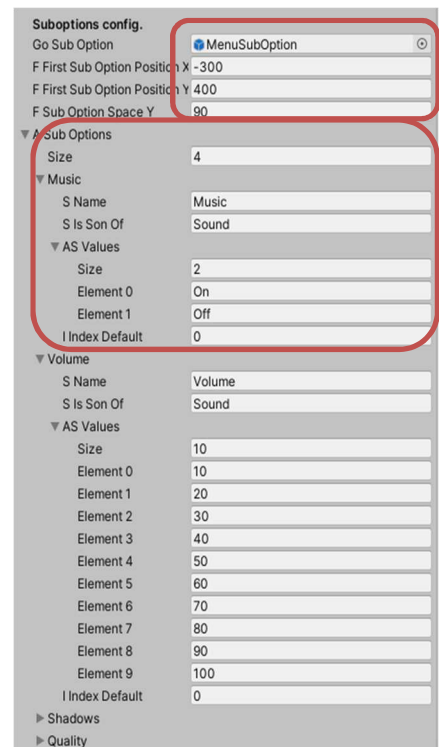 Suboptions config.
Go Sub Option MenuSubOption
F First Sub Option Position X -300
F First Sub Option Position Y 400
F Sub Option Space Y 90
A Sub Options
Size 4
Music
S Name Music
S Is Son Of Sound
AS Values
Size 2
Element 0 On
Element 1 Off
I Index Default 0
Volume
S Name Volume
S Is Son Of Sound
AS Values
Size 10
Element 0 10
Element 1 20
Element 2 30
Element 3 40
Element 4 50
Element 5 60
Element 6 70
Element 7 80
Element 8 90
Element 9 100
I Index Default 0
Shadows
Quality